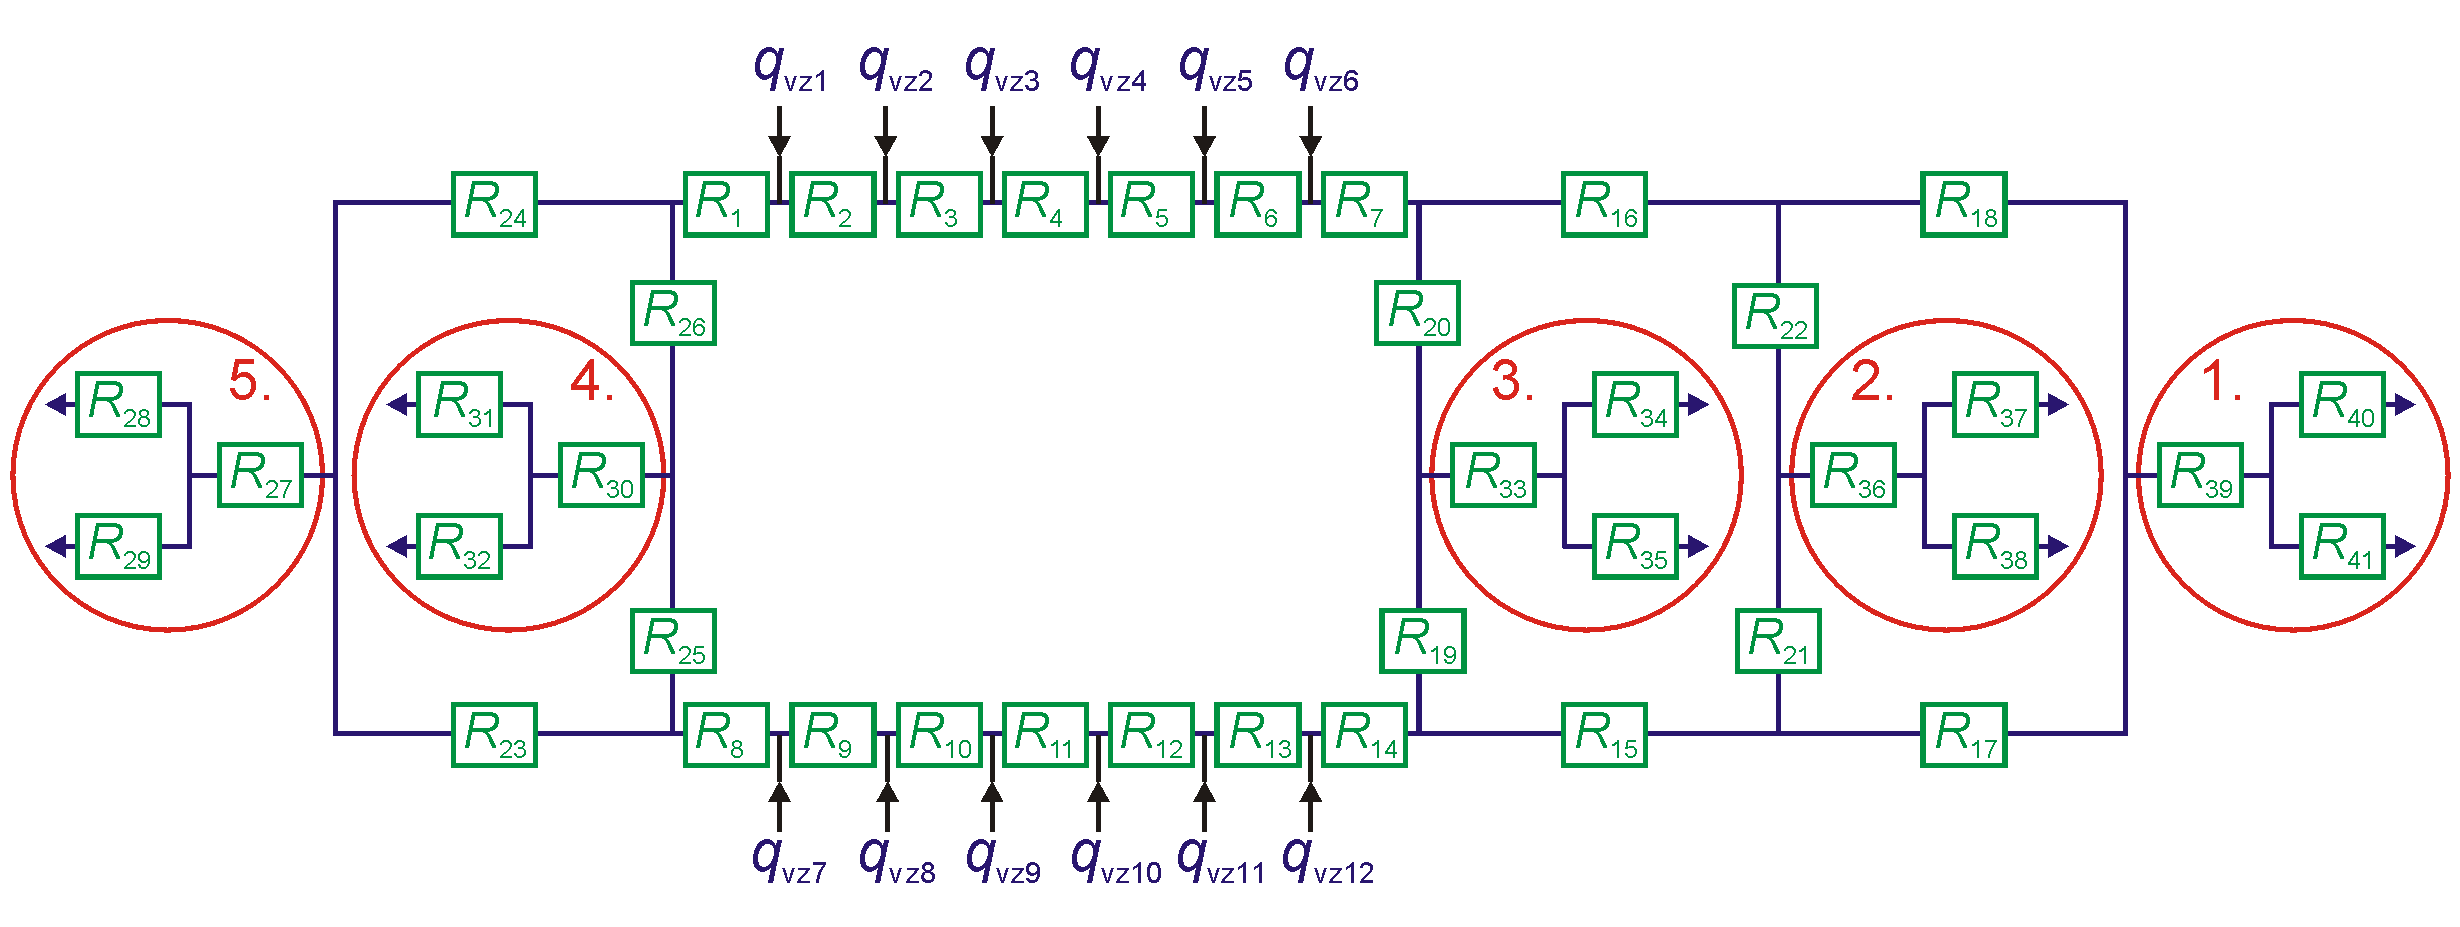 qvz1 qvz2 qvz3 qvz4 qvz5 qvz6
R24 R1 R2 R3 R4 R5 R6 R7 R16 R18
R26 R20 R22
5. 4. 3. 2. 1.
R28 R31 R34 R37 R40
R27 R30 R33 R36 R39
R29 R32 R35 R38 R41
R25 R19 R21
R23 R8 R9 R10 R11 R12 R13 R14 R15 R17
qvz7 qvz8 qvz9 qvz10 qvz11 qvz12